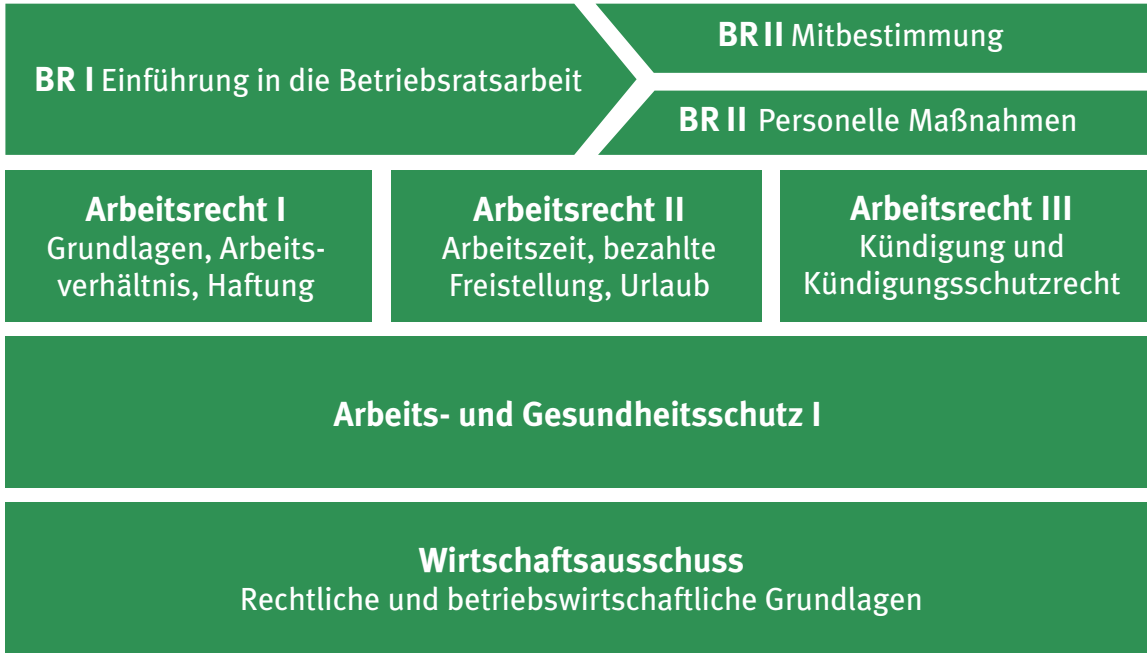 BR I Einführung in die Betriebsratsarbeit
BR II Mitbestimmung
BR II Personelle Maßnahmen
Arbeitsrecht I
Grundlagen, Arbeits-
verhältnis, Haftung
Arbeitsrecht II
Arbeitszeit, bezahlte
Freistellung, Urlaub
Arbeitsrecht III
Kündigung und
Kündigungsschutzrecht
Arbeits- und Gesundheitsschutz I
Wirtschaftsausschuss
Rechtliche und betriebswirtschaftliche Grundlagen